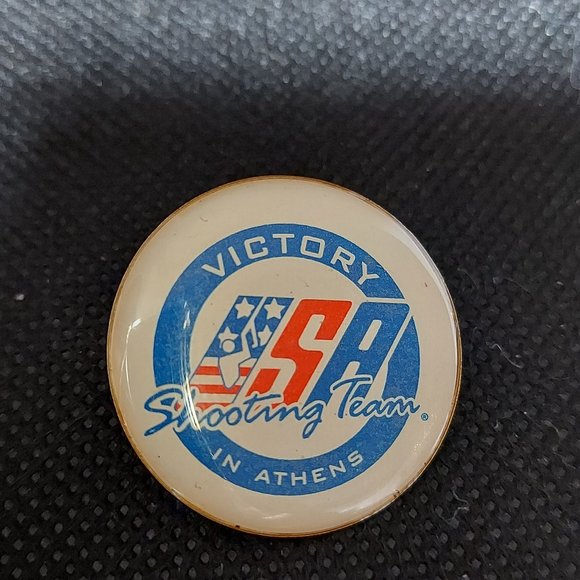 VICTORY
USA
Shooting Team®
IN ATHENS